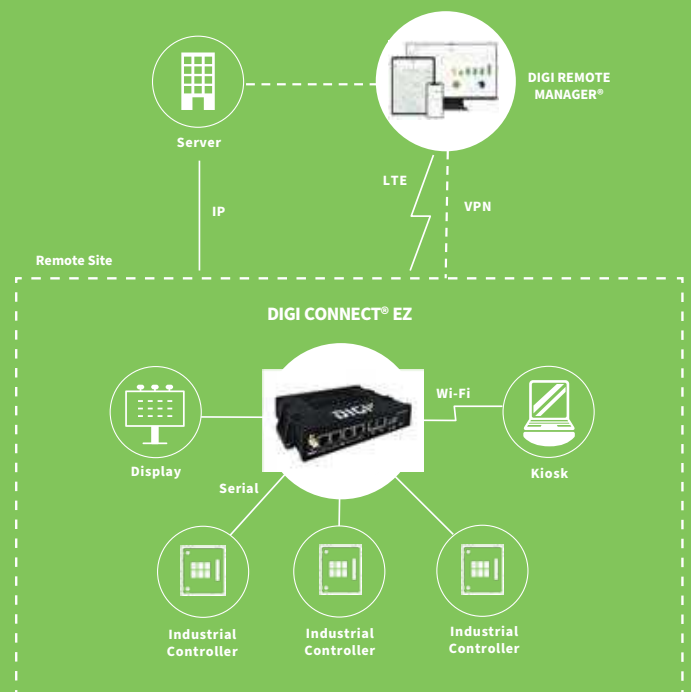 DIGI REMOTE
MANAGER®
Server
LTE
IP
VPN
Remote Site
DIGI CONNECT® EZ
DIGI
Wi-Fi
Display
Kiosk
Serial
Industrial
Controller
Industrial
Controller
Industrial
Controller